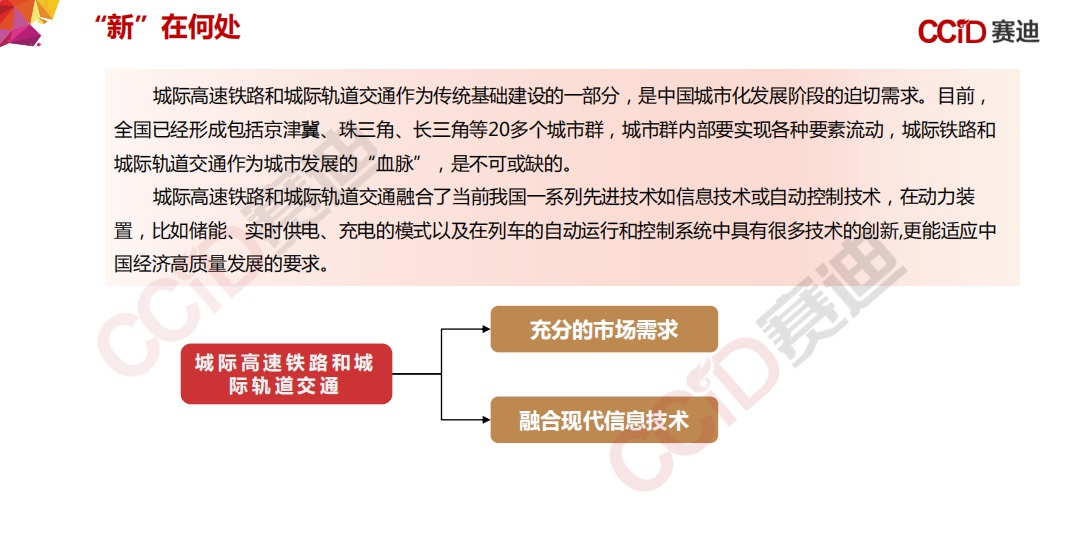 “新”在何处
CCiD 赛迪
城际高速铁路和城际轨道交通作为传统基础建设的一部分，是中国城市化发展阶段的迫切需求。目前，
全国已经形成包括京津冀、珠三角、长三角等20多个城市群，城市群内部要实现各种要素流动，城际铁路和
城际轨道交通作为城市发展的“血脉”，是不可或缺的。
城际高速铁路和城际轨道交通融合了当前我国一系列先进技术如信息技术或自动控制技术，在动力装
置，比如储能、实时供电、充电的模式以及在列车的自动运行和控制系统中具有很多技术的创新,更能适应中
国经济高质量发展的要求。
充分的市场需求
城际高速铁路和城
际轨道交通
融合现代信息技术
CCiD赛迪
CCiD赛迪